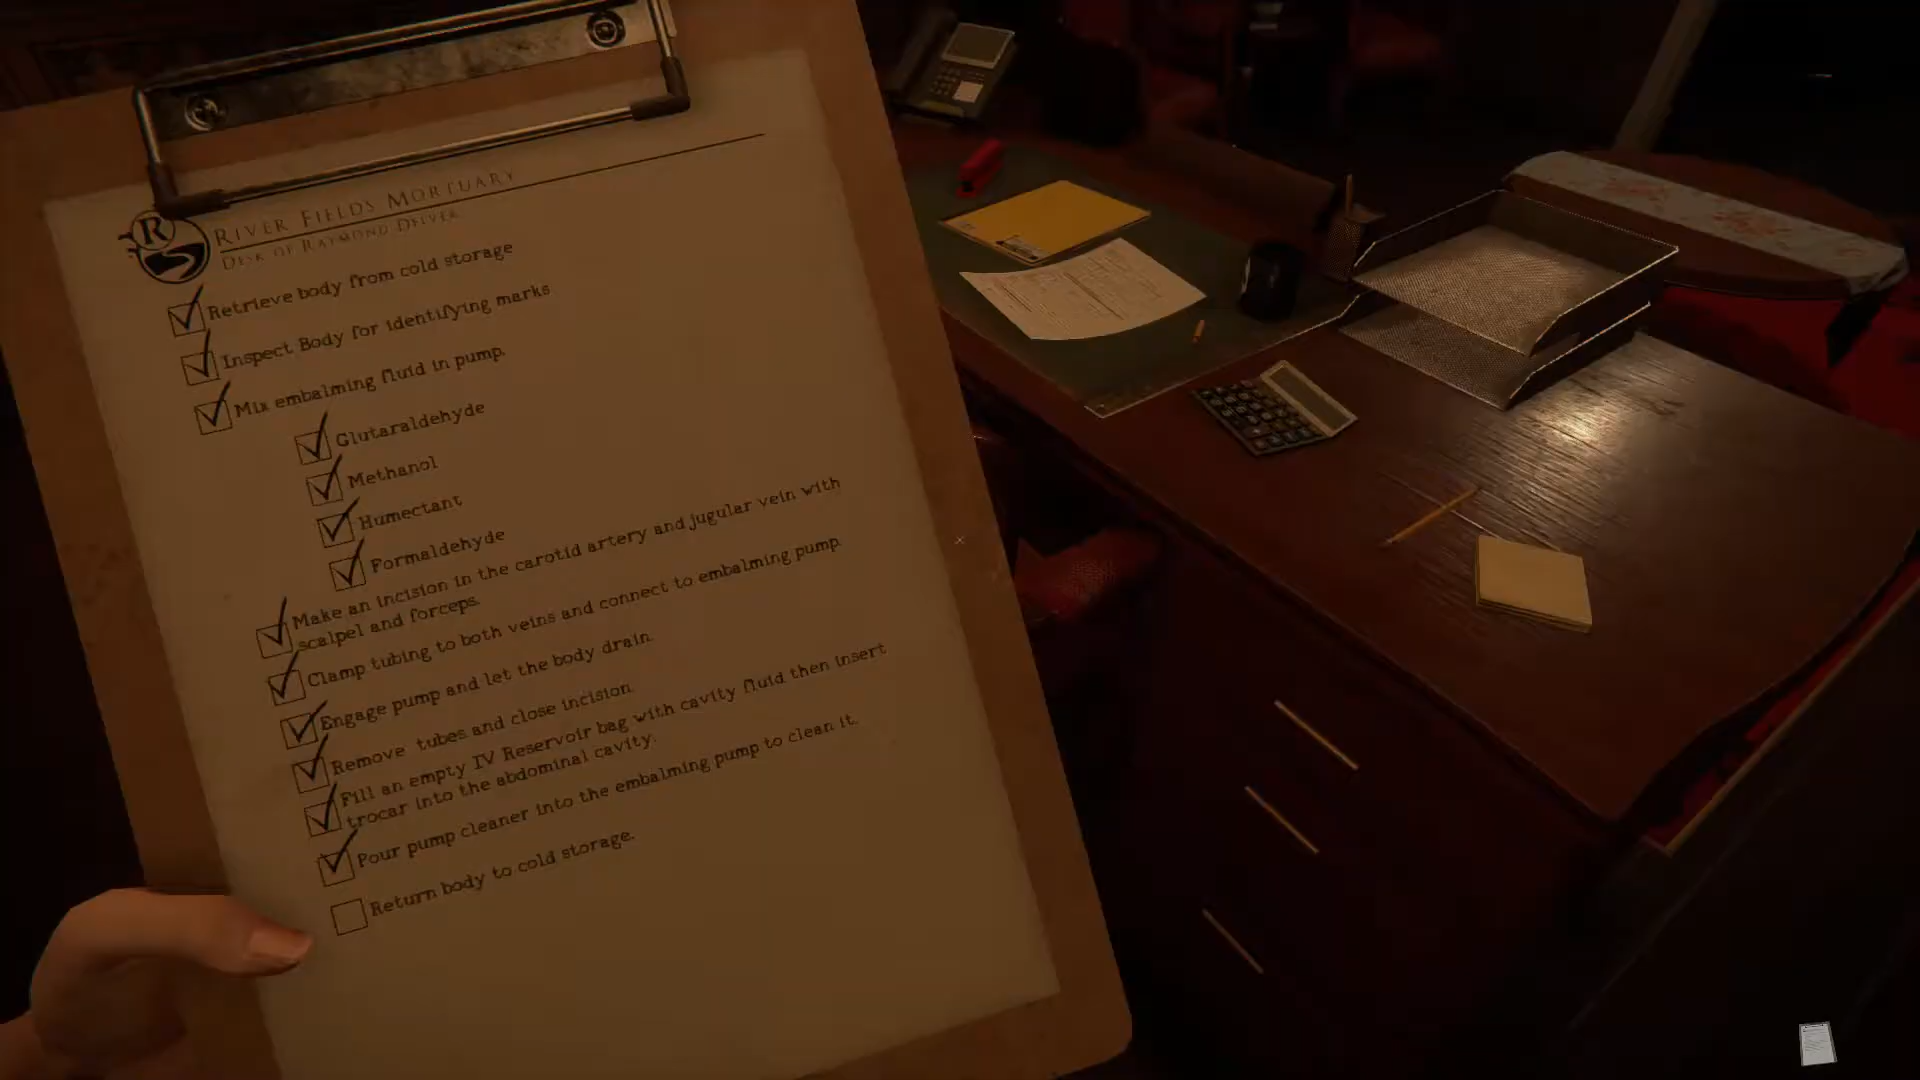 RIVER FIELDS MORTUARY
DESK OF RAYMOND DELVER
Retrieve body from cold storage
Inspect Body for identifying marks
Mix embalming fluid in pump.
Glutaraldehyde
Methanol
Humectant
Formaldehyde
Make an incision in the carotid artery and jugular vein with
scalpel and forceps.
Clamp tubing to both veins and connect to embalming pump.
Engage pump and let the body drain.
Remove tubes and close incision.
Fill an empty IV Reservoir bag with cavity fluid then insert
trocar into the abdominal cavity.
Pour pump cleaner into the embalming pump to clean it.
Return body to cold storage.